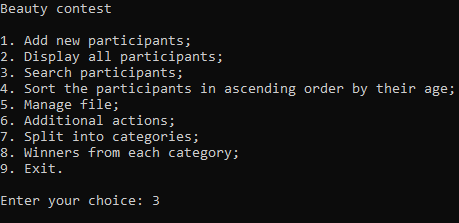 Beauty contest
1. Add new participants;
2. Display all participants;
3. Search participants;
4. Sort the participants in ascending order by their age;
5. Manage file;
6. Additional actions;
7. Split into categories;
8. Winners from each category;
9. Exit.
Enter your choice: 3